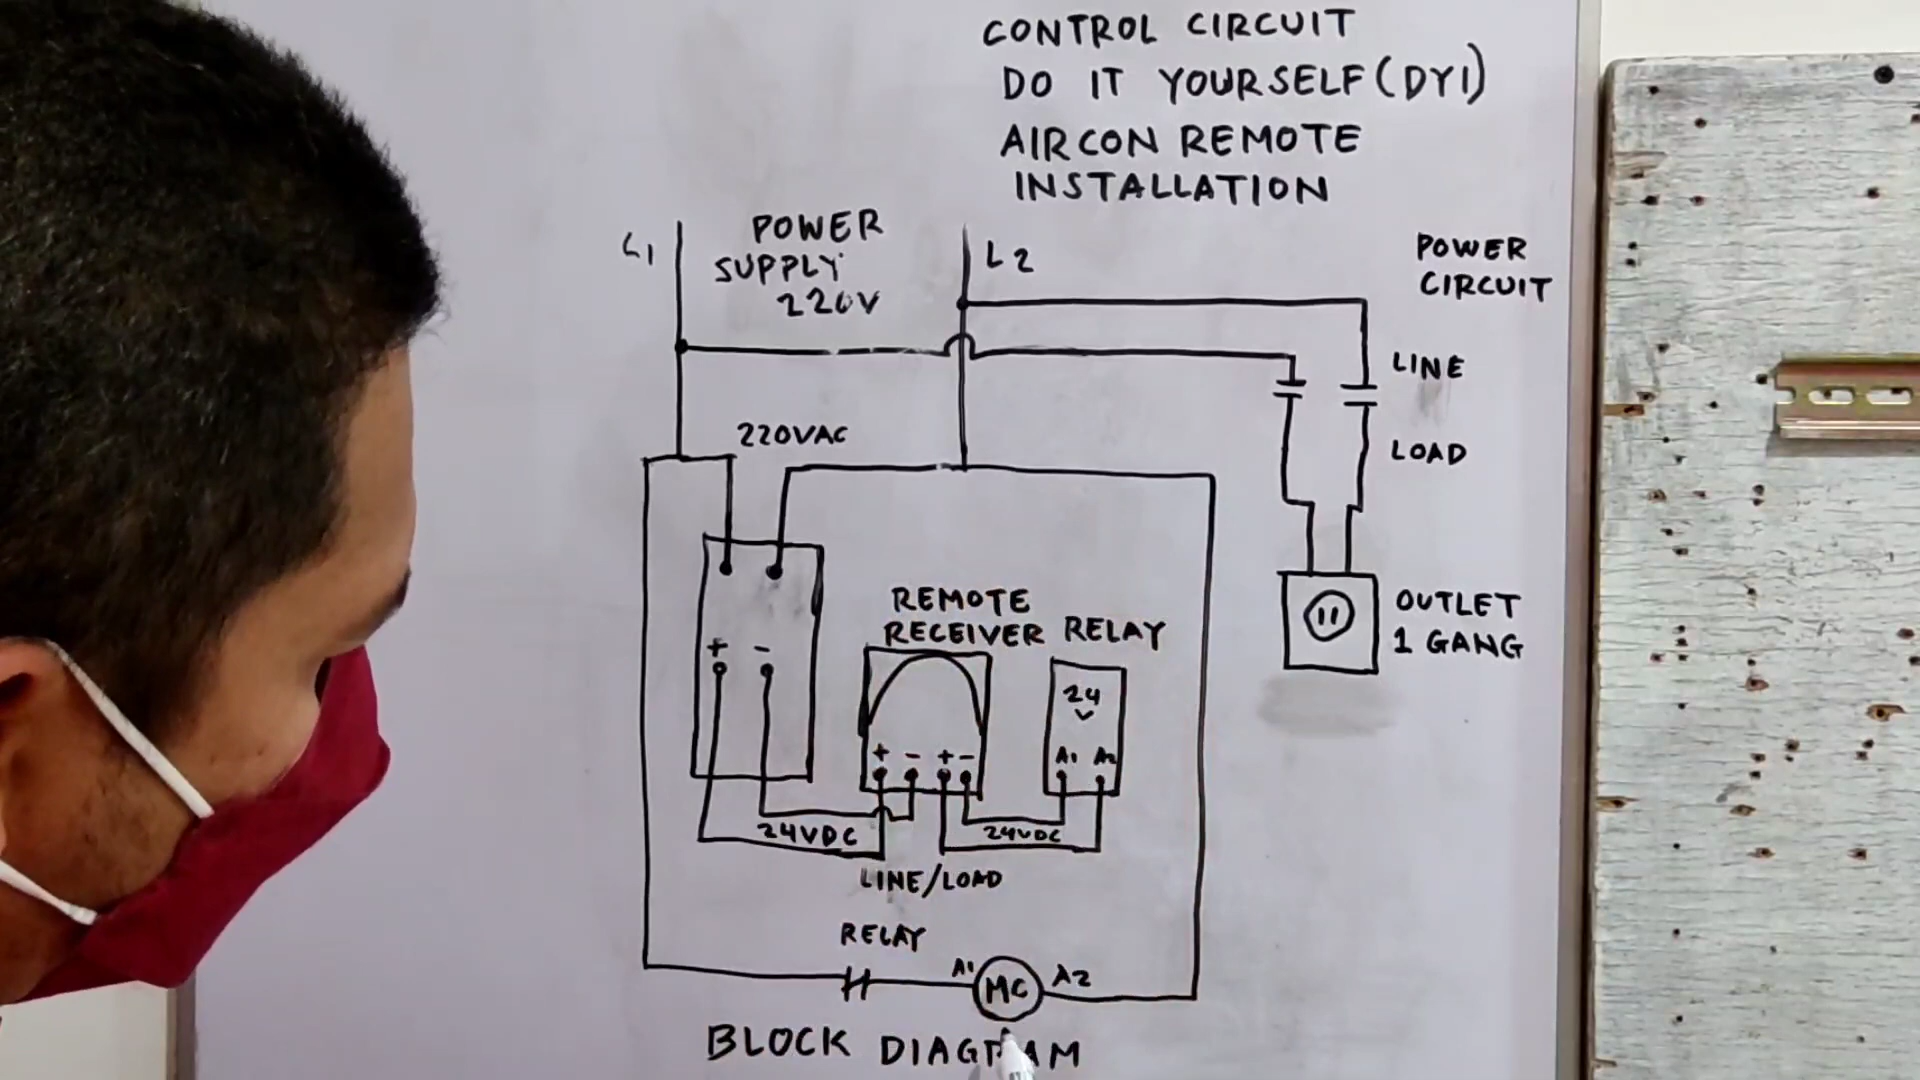 CONTROL CIRCUIT
DO IT YOURSELF (DYI)
AIRCON REMOTE
INSTALLATION
L1
POWER
SUPPLY
220V
L2
POWER
CIRCUIT
LINE
LOAD
220VAC
REMOTE
RECEIVER
RELAY
OUTLET
1 GANG
+ -
24
V
+ - + -
A1 A2
24VDC
24VDC
LINE/LOAD
RELAY
A1 MC A2
BLOCK DIAGRAM